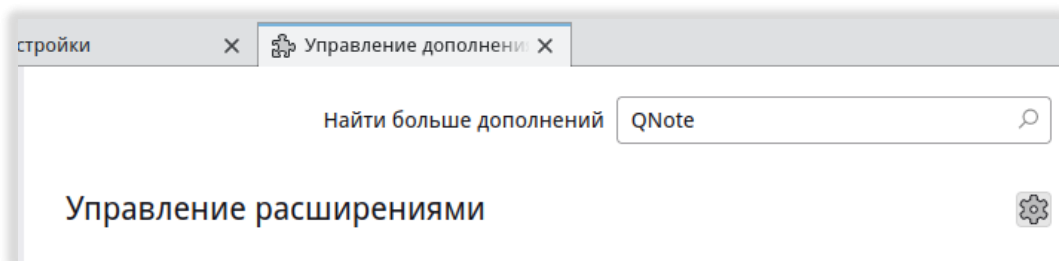 стройки Управление дополнени
Найти больше дополнений QNote
Управление расширениями